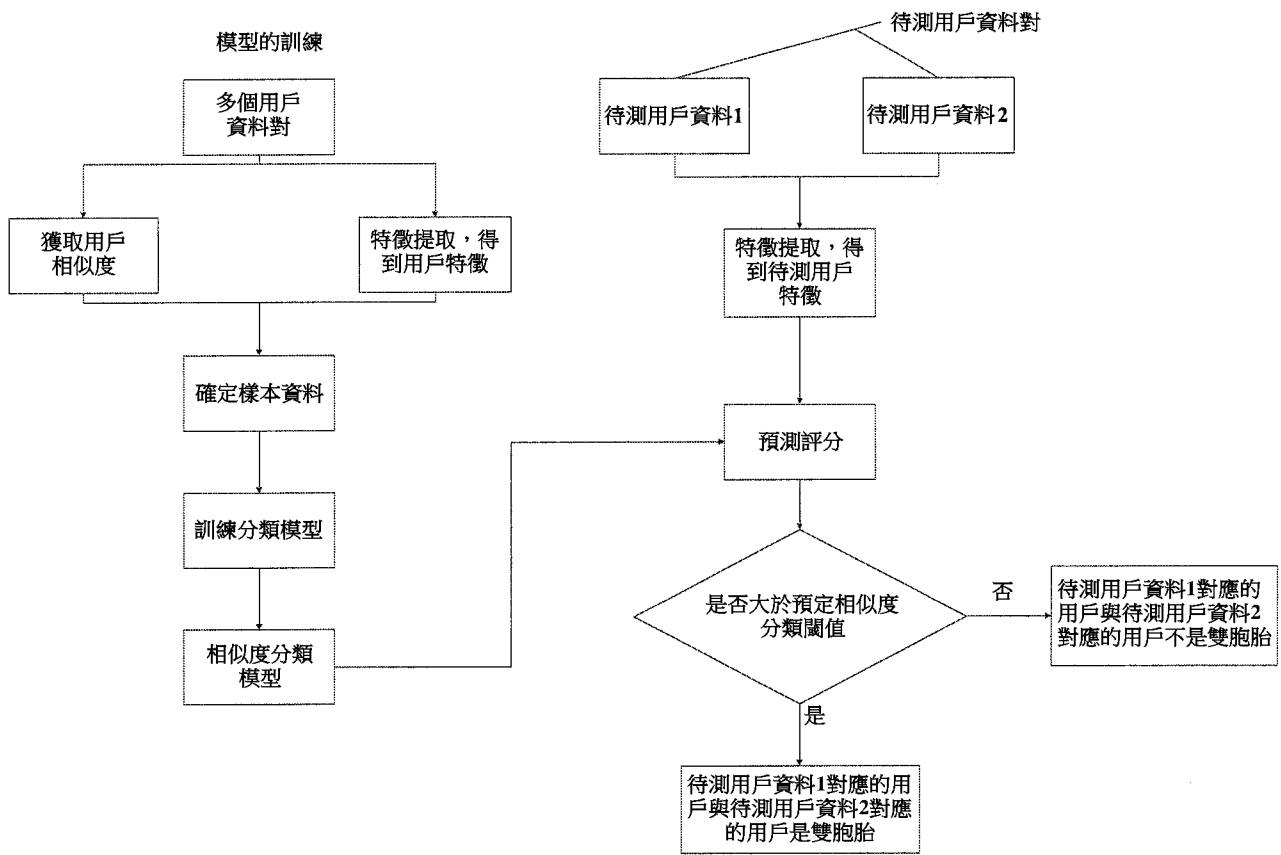 模型的訓練
多個用戶
資料對
獲取用戶
相似度
特徵提取，得
到用戶特徵
確定樣本資料
訓練分類模型
相似度分類
模型
待測用戶資料對
待測用戶資料1
待測用戶資料2
特徵提取，得
到待測用戶
特徵
預測評分
是否大於預定相似度
分類閾值
否
待測用戶資料1對應的
用戶與待測用戶資料2
對應的用戶不是雙胞胎
是
待測用戶資料1對應的用
戶與待測用戶資料2對應
的用戶是雙胞胎